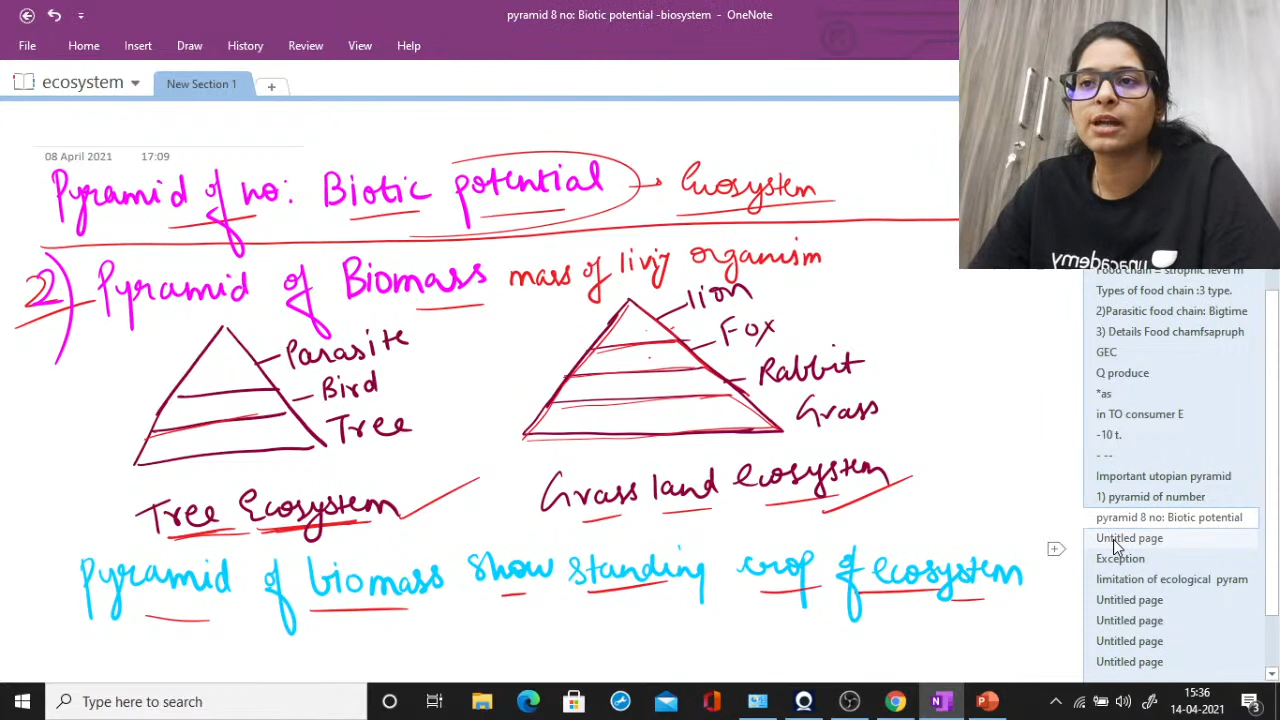 pyramid 8 no: Biotic potential -biosystem - OneNote
File Home Insert Draw History Review View Help
ecosystem
New Section 1
08 April 2021 17:09
Pyramid of no: Biotic potential → Ecosystem
2) Pyramid of Biomass mass of living organism
Parasite
Bird
Tree
Tree Ecosystem
lion
Fox
Rabbit
Grass
Grass land ecosystem
Pyramid of biomass show standing crop of ecosystem
unacademy
Food chain = strophic level m
Types of food chain :3 type.
2)Parasitic food chain: Bigtime
3) Details Food chamfsapruph
GEC
Q produce
*as
in TO consumer E
-10 t.
- --
Important utopian pyramid
1) pyramid of number
pyramid 8 no: Biotic potential
Untitled page
Exception
limitation of ecological pyram
Untitled page
Untitled page
Untitled page
Untitled page
Type here to search
15:36
14-04-2021
3